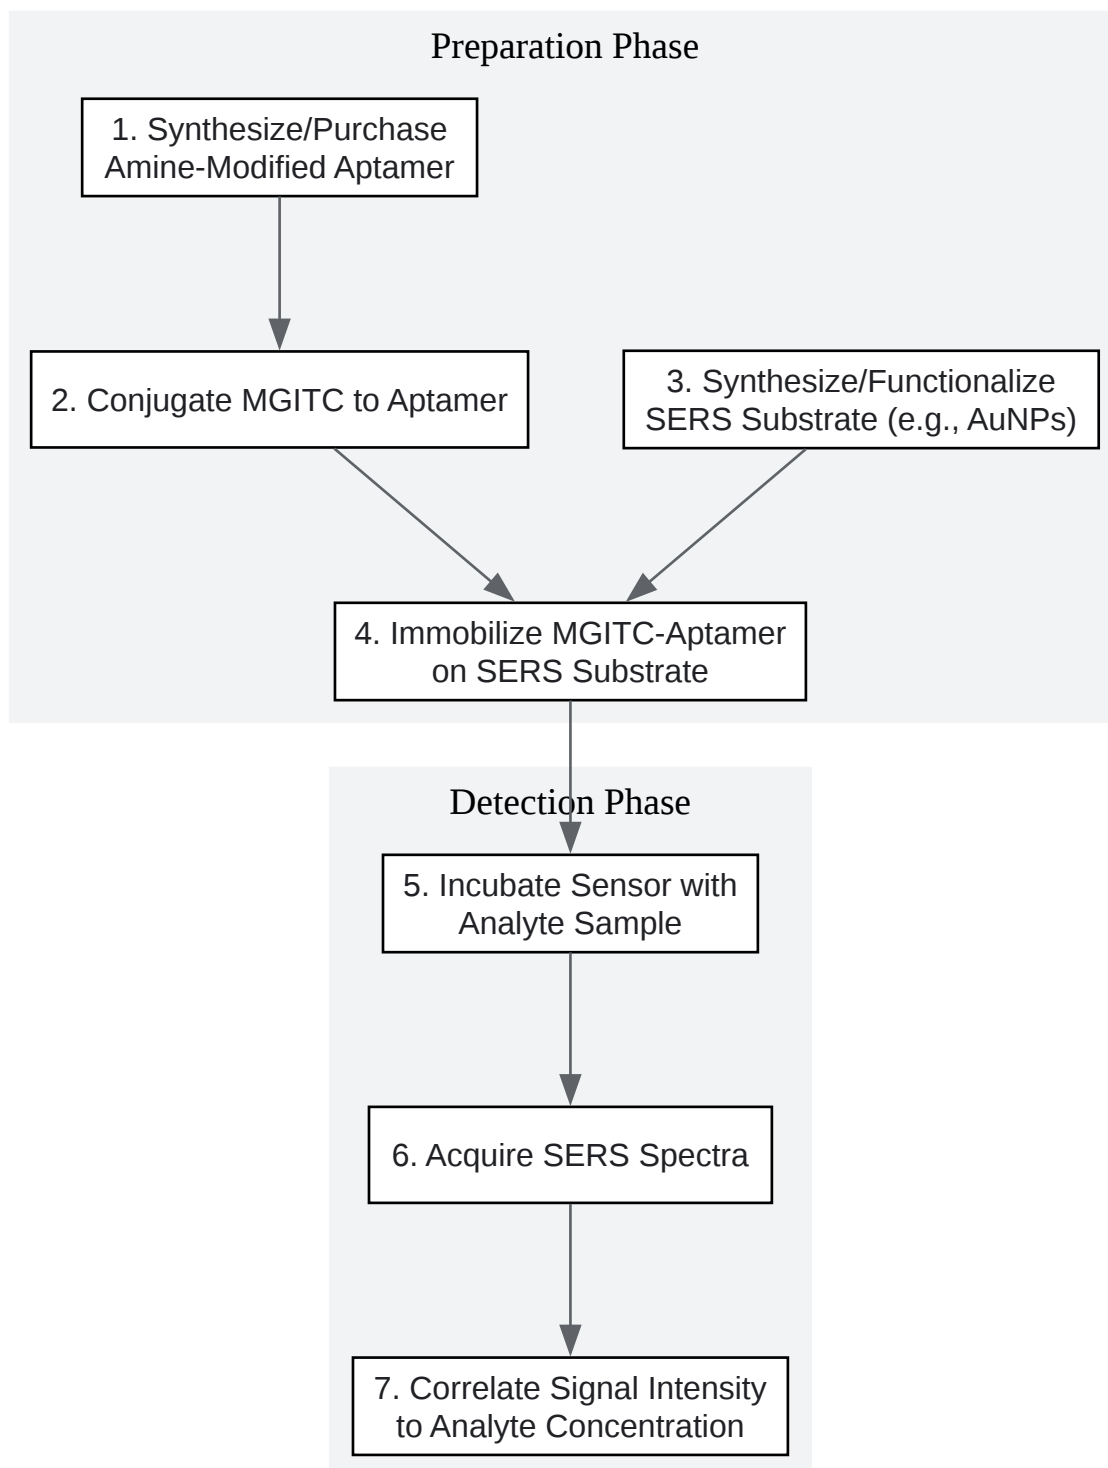 Preparation Phase
1. Synthesize/Purchase
Amine-Modified Aptamer
2. Conjugate MGITC to Aptamer
3. Synthesize/Functionalize
SERS Substrate (e.g., AuNPs)
4. Immobilize MGITC-Aptamer
on SERS Substrate
Detection Phase
5. Incubate Sensor with
Analyte Sample
6. Acquire SERS Spectra
7. Correlate Signal Intensity
to Analyte Concentration